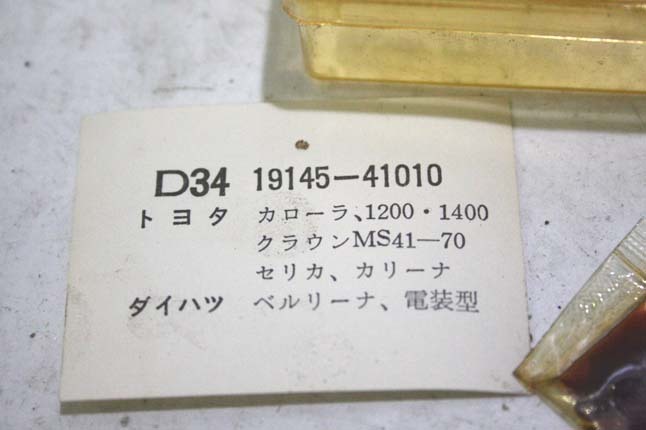 D34 19145-41010
トヨタ カローラ、1200・1400
クラウンMS41—70
セリカ、カリーナ
ダイハツ ベルリーナ、電装型